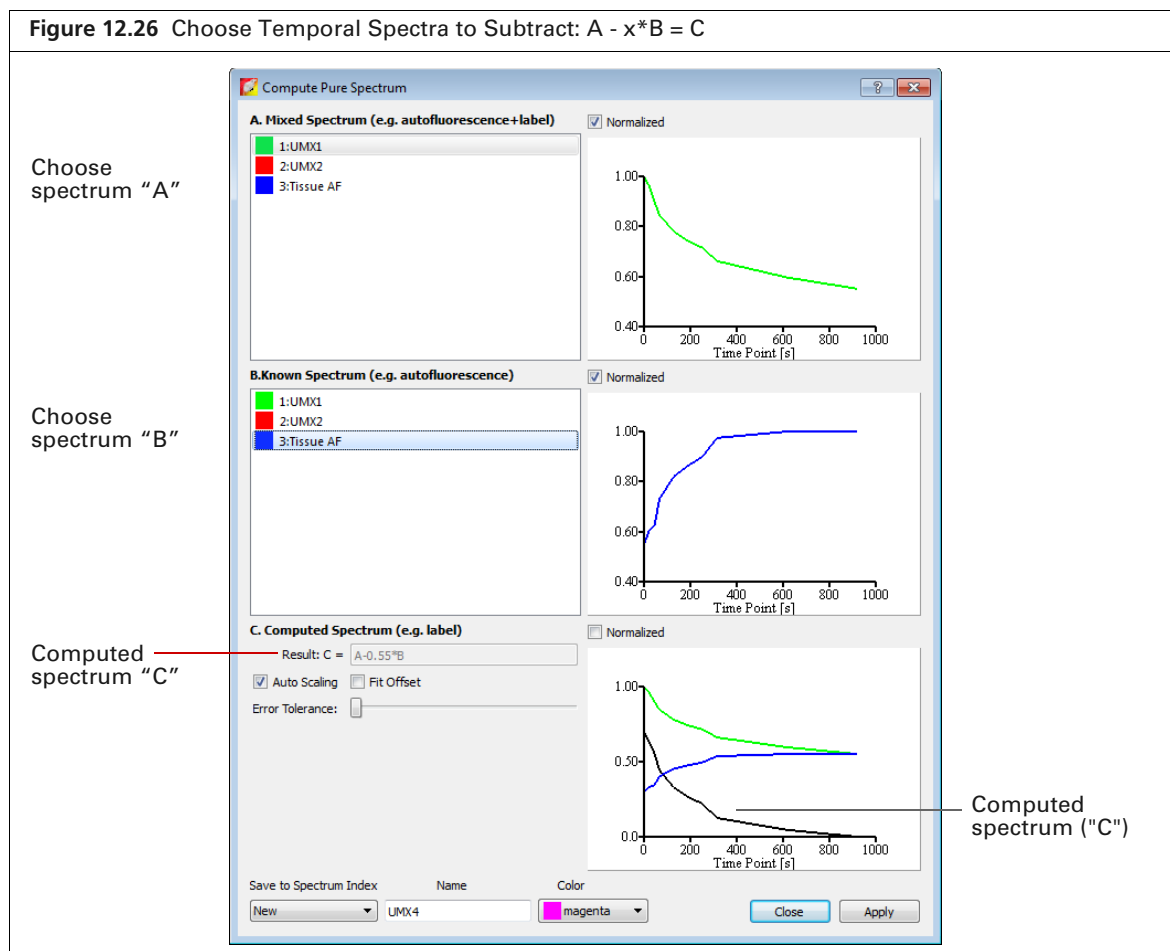 Figure 12.26 Choose Temporal Spectra to Subtract: A - x*B = C
Compute Pure Spectrum
?
A. Mixed Spectrum (e.g. autofluorescence+label)
Normalized
Choose
spectrum “A”
1:UMX1
2:UMX2
3:Tissue AF
1.00
0.80
0.60
0.40
0 200 400 600 800 1000
Time Point [s]
B.Known Spectrum (e.g. autofluorescence)
Normalized
Choose
spectrum “B”
1:UMX1
2:UMX2
3:Tissue AF
1.00
0.80
0.60
0.40
0 200 400 600 800 1000
Time Point [s]
C. Computed Spectrum (e.g. label)
Normalized
Computed
spectrum “C”
Result: C = A-0.55*B
Auto Scaling Fit Offset
Error Tolerance:
1.00
0.50
0.0
0 200 400 600 800 1000
Time Point [s]
Computed
spectrum ("C")
Save to Spectrum Index Name Color
New UMX4 magenta Close Apply